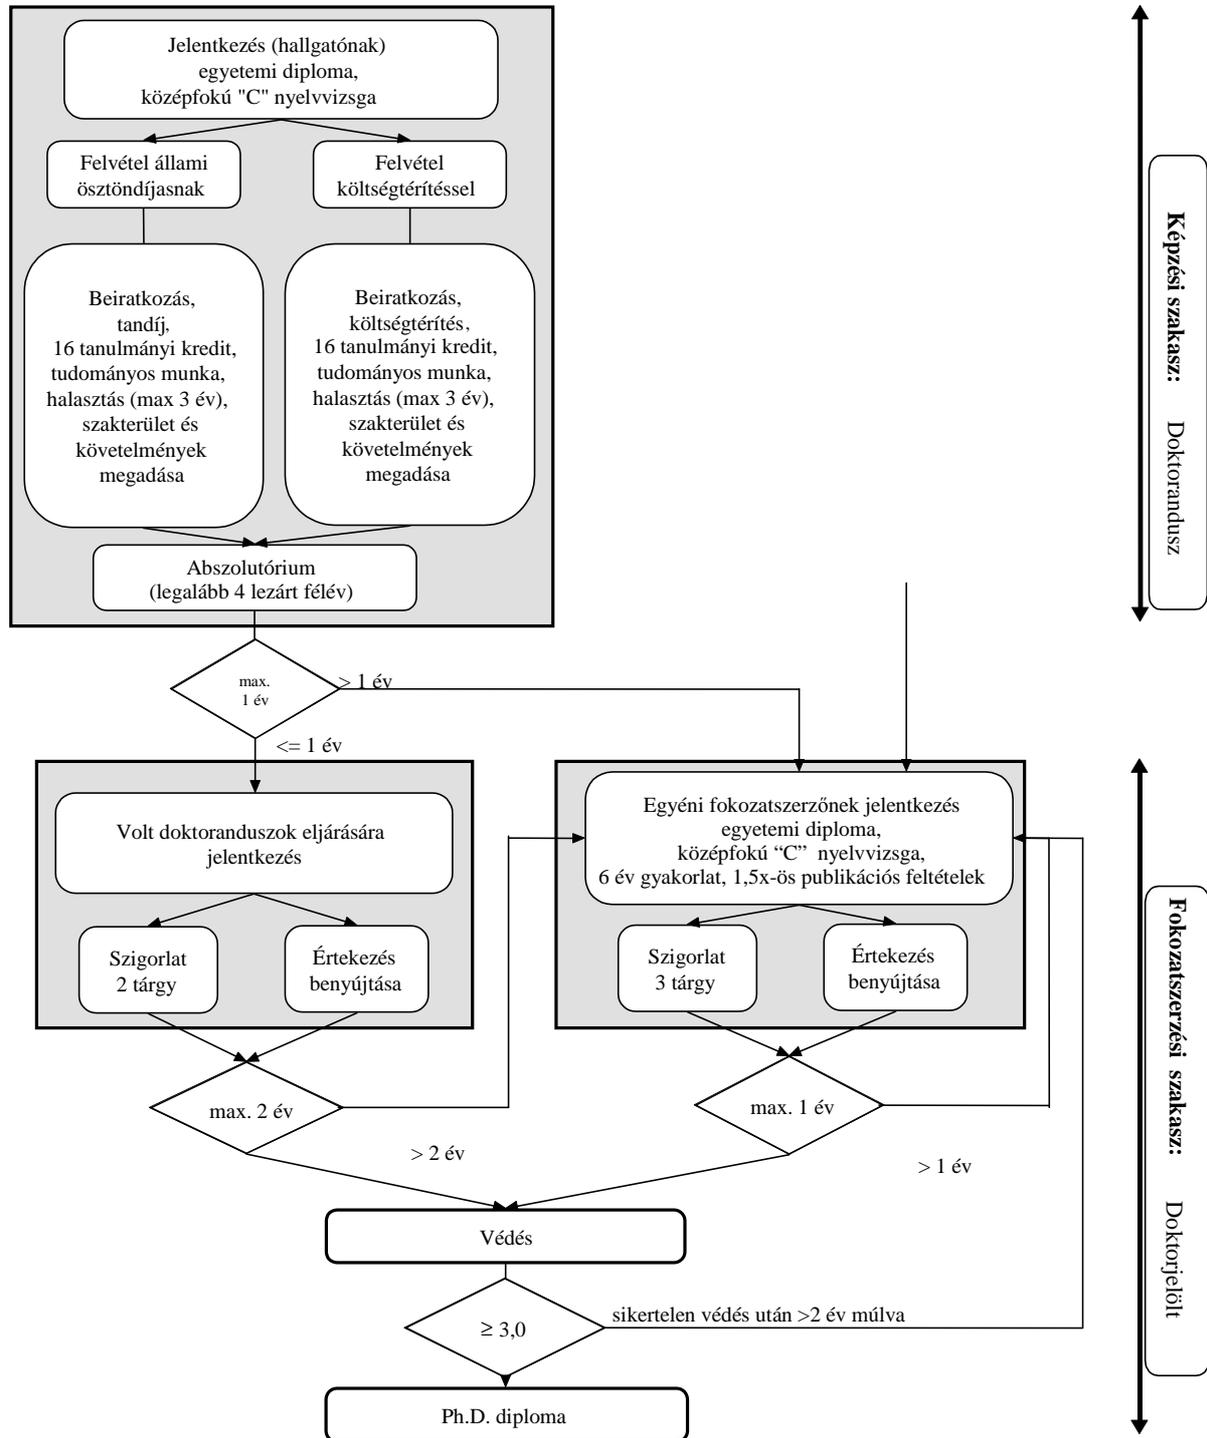 Jelentkezés (hallgatónak)
egyetemi diploma,
középfokú "C" nyelvvizsga
Felvétel állami
ösztöndíjasnak
Felvétel
költségtérítéssel
Beiratkozás,
tandíj,
16 tanulmányi kredit,
tudományos munka,
halasztás (max 3 év),
szakterület és
követelmények
megadása
Beiratkozás,
költségtérítés,
16 tanulmányi kredit,
tudományos munka,
halasztás (max 3 év),
szakterület és
követelmények
megadása
Abszolutórium
(legalább 4 lezárt félév)
Képzési szakasz: Doktorandusz
max.
1 év
> 1 év
<= 1 év
Volt doktoranduszok eljárására
jelentkezés
Szigorlat
2 tárgy
Értekezés
benyújtása
Egyéni fokozatszerzőnek jelentkezés
egyetemi diploma,
középfokú “C” nyelvvizsga,
6 év gyakorlat, 1,5x-ös publikációs feltételek
Szigorlat
3 tárgy
Értekezés
benyújtása
max. 2 év
> 2 év
max. 1 év
> 1 év
Védés
≥ 3,0
sikertelen védés után >2 év múlva
Ph.D. diploma
Fokozatszerzési szakasz: Doktorjelölt